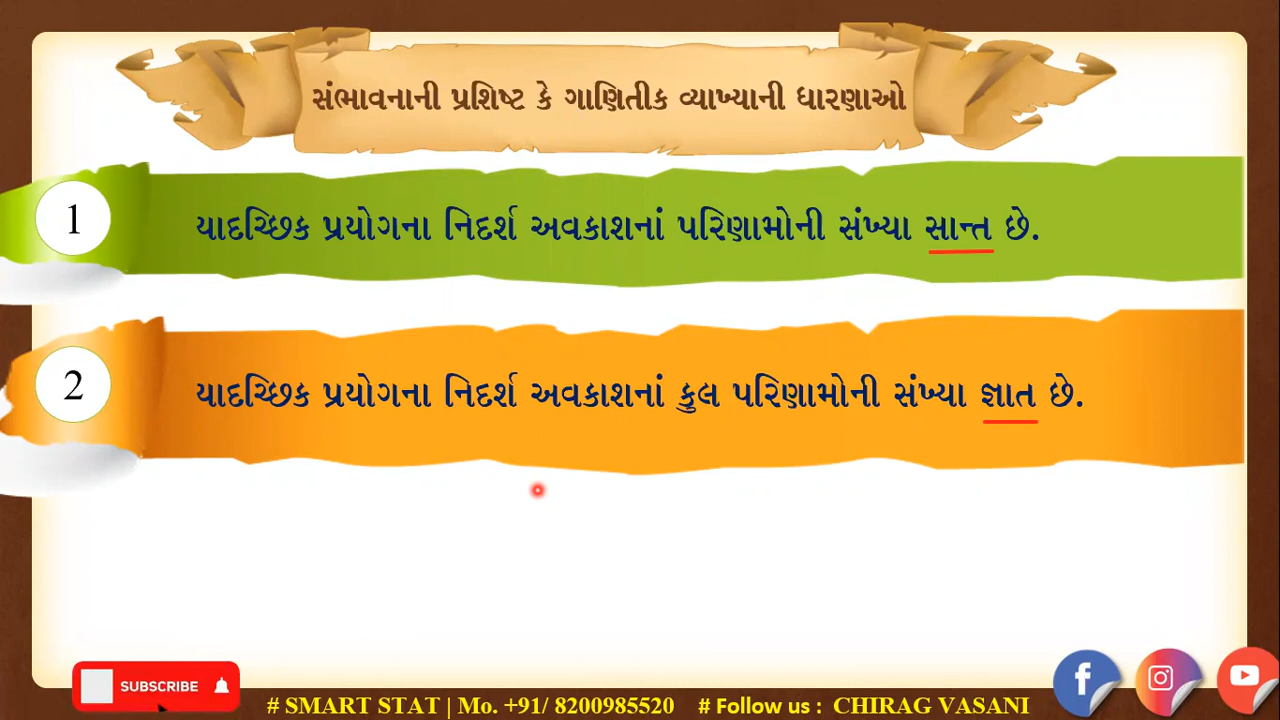 સંભાવનાની પ્રશિષ્ટ કે ગાણિતીક વ્યાખ્યાની ધારણાઓ
1
યાદચ્છિક પ્રયોગના નિદર્શ અવકાશનાં પરિણામોની સંખ્યા સાન્ત છે.
2
યાદચ્છિક પ્રયોગના નિદર્શ અવકાશનાં કુલ પરિણામોની સંખ્યા જ્ઞાત છે.
SUBSCRIBE
# SMART STAT | Mo. +91/ 8200985520 # Follow us : CHIRAG VASANI